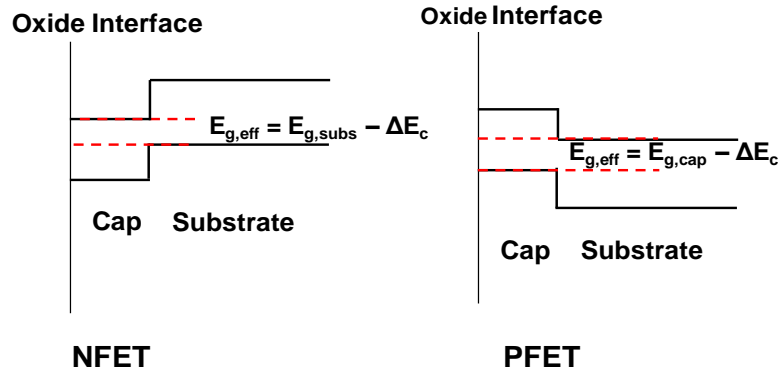 Oxide Interface
E_g,eff = E_g,subs – ΔE_c
Cap Substrate
NFET
Oxide Interface
E_g,eff = E_g,cap – ΔE_c
Cap Substrate
PFET